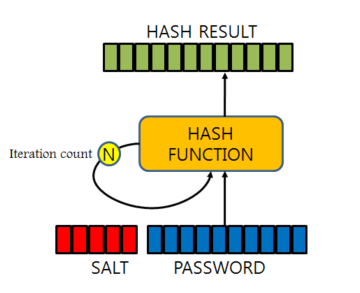 HASH RESULT
HASH
FUNCTION
Iteration count N
SALT PASSWORD